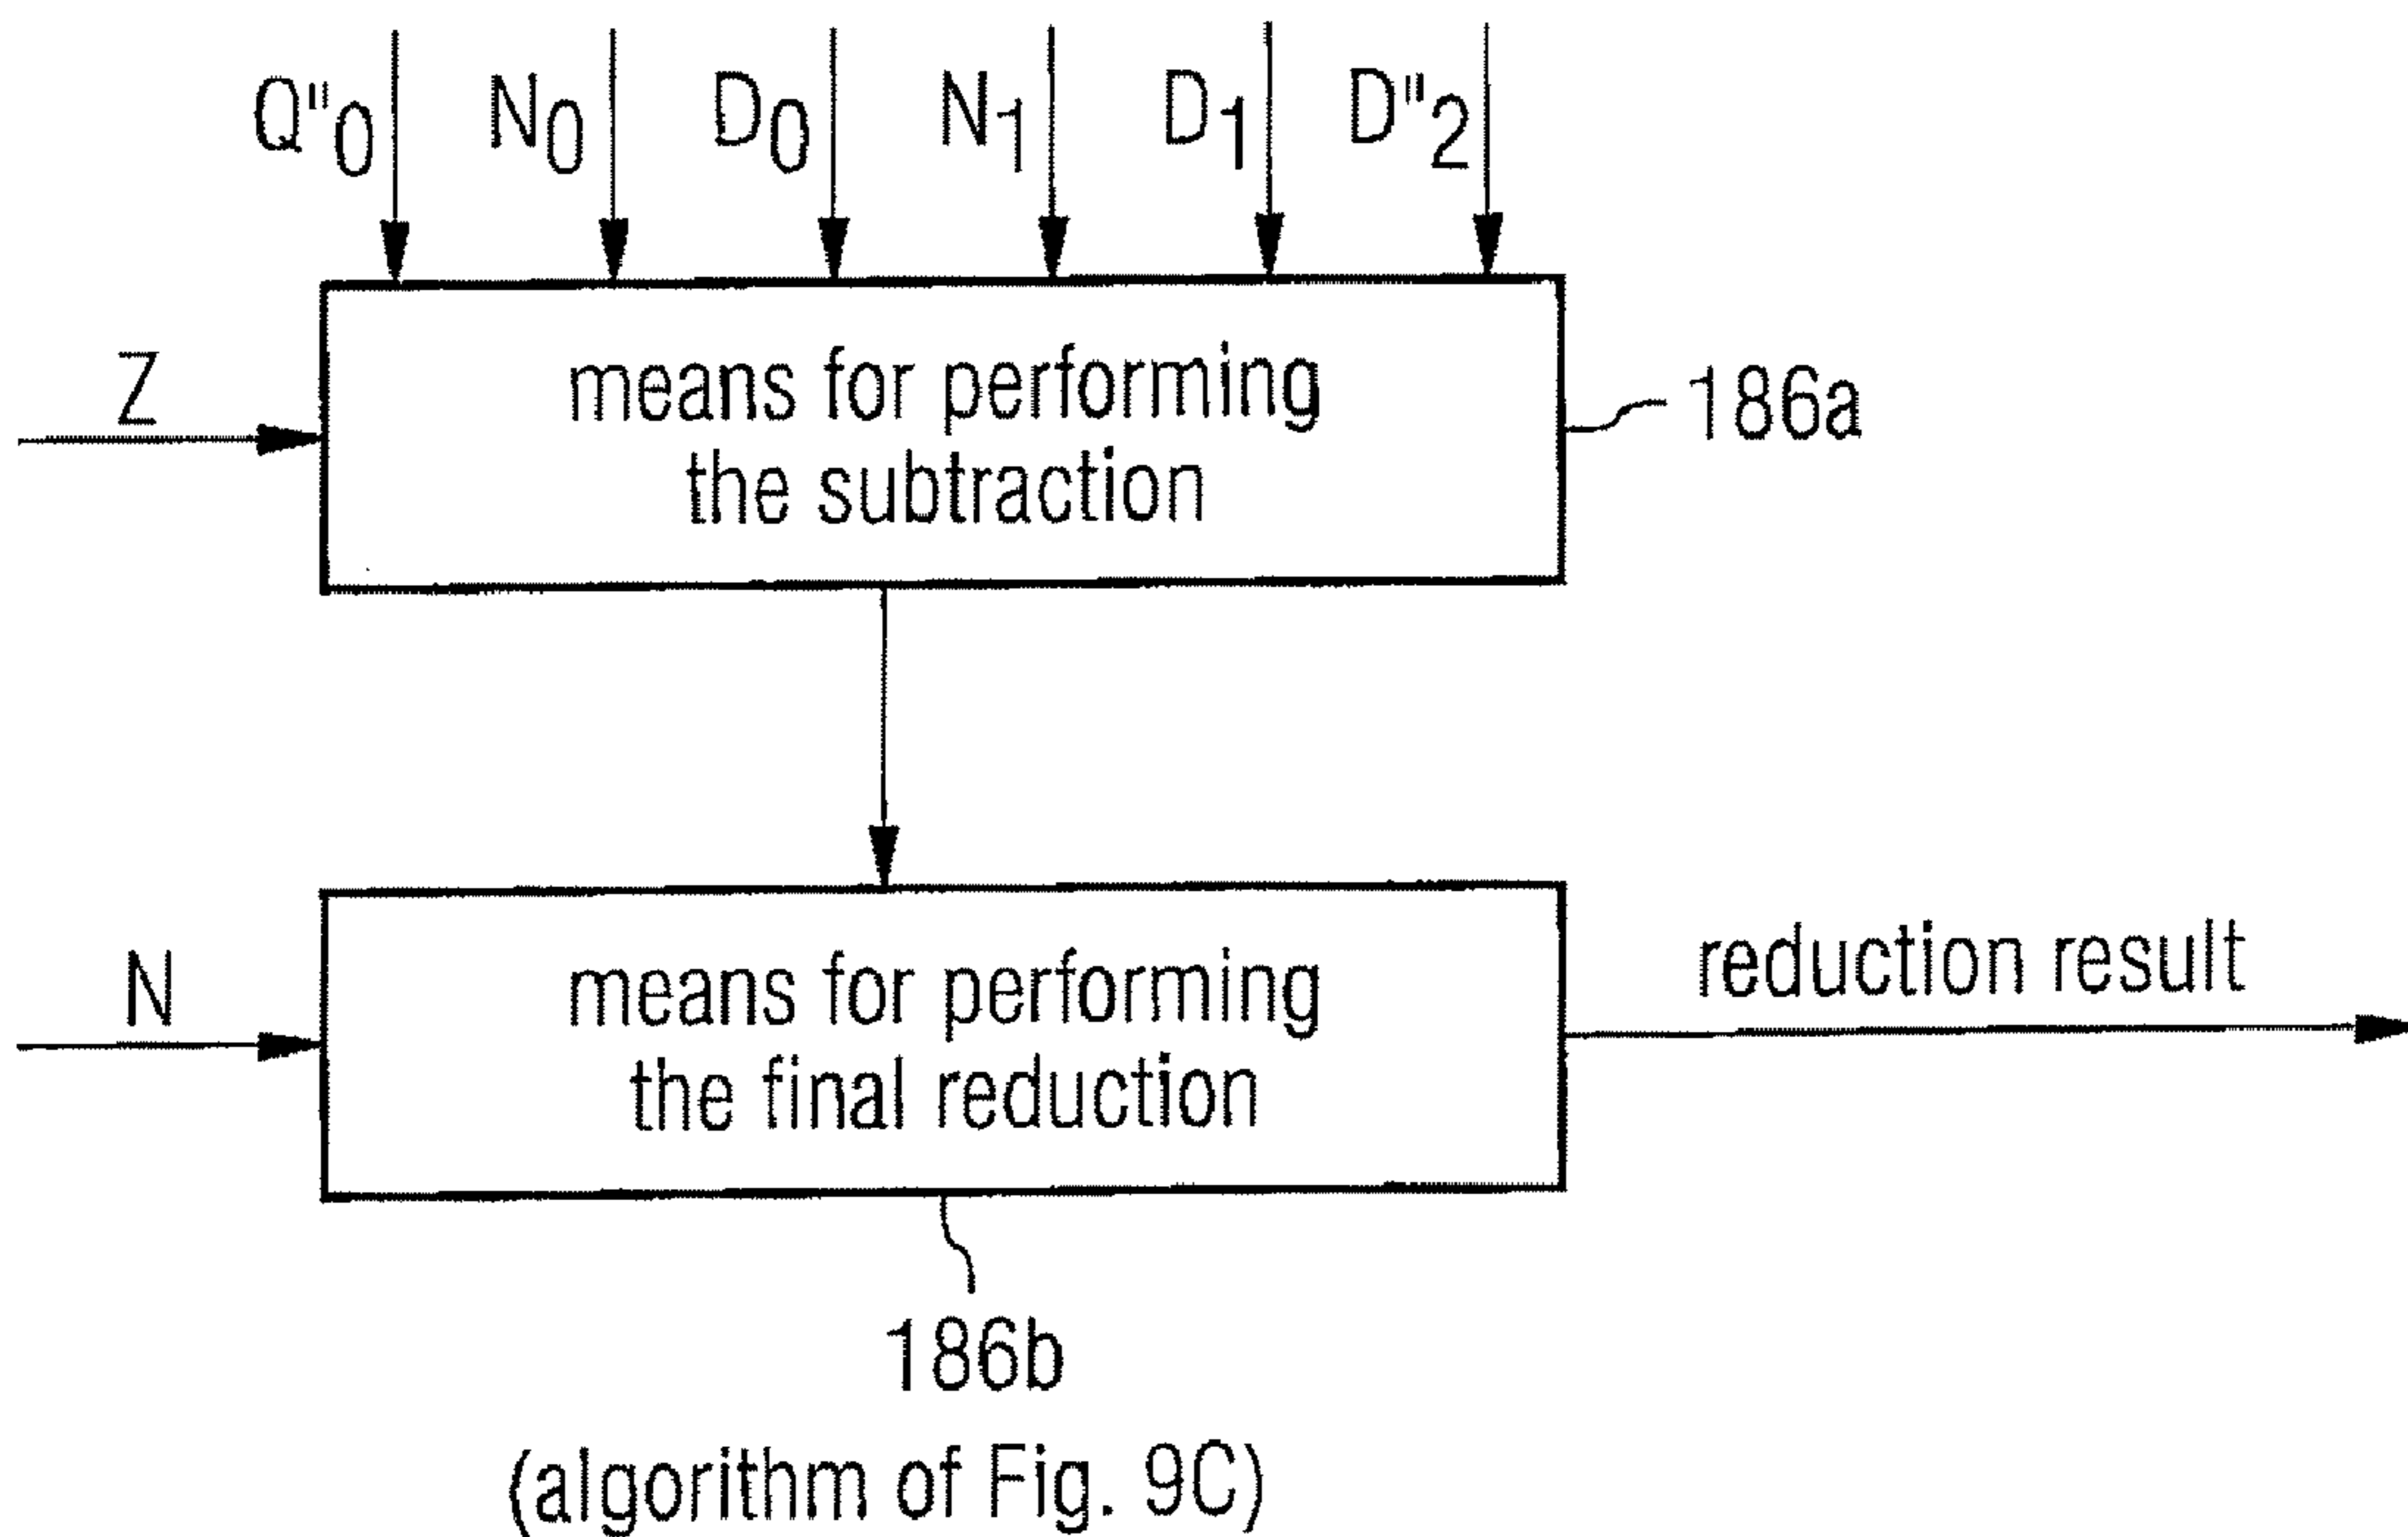 Q"0 N0 D0 N1 D1 D"2
Z
means for performing
the subtraction
186a
N
means for performing
the final reduction
reduction result
186b
(algorithm of Fig. 9C)